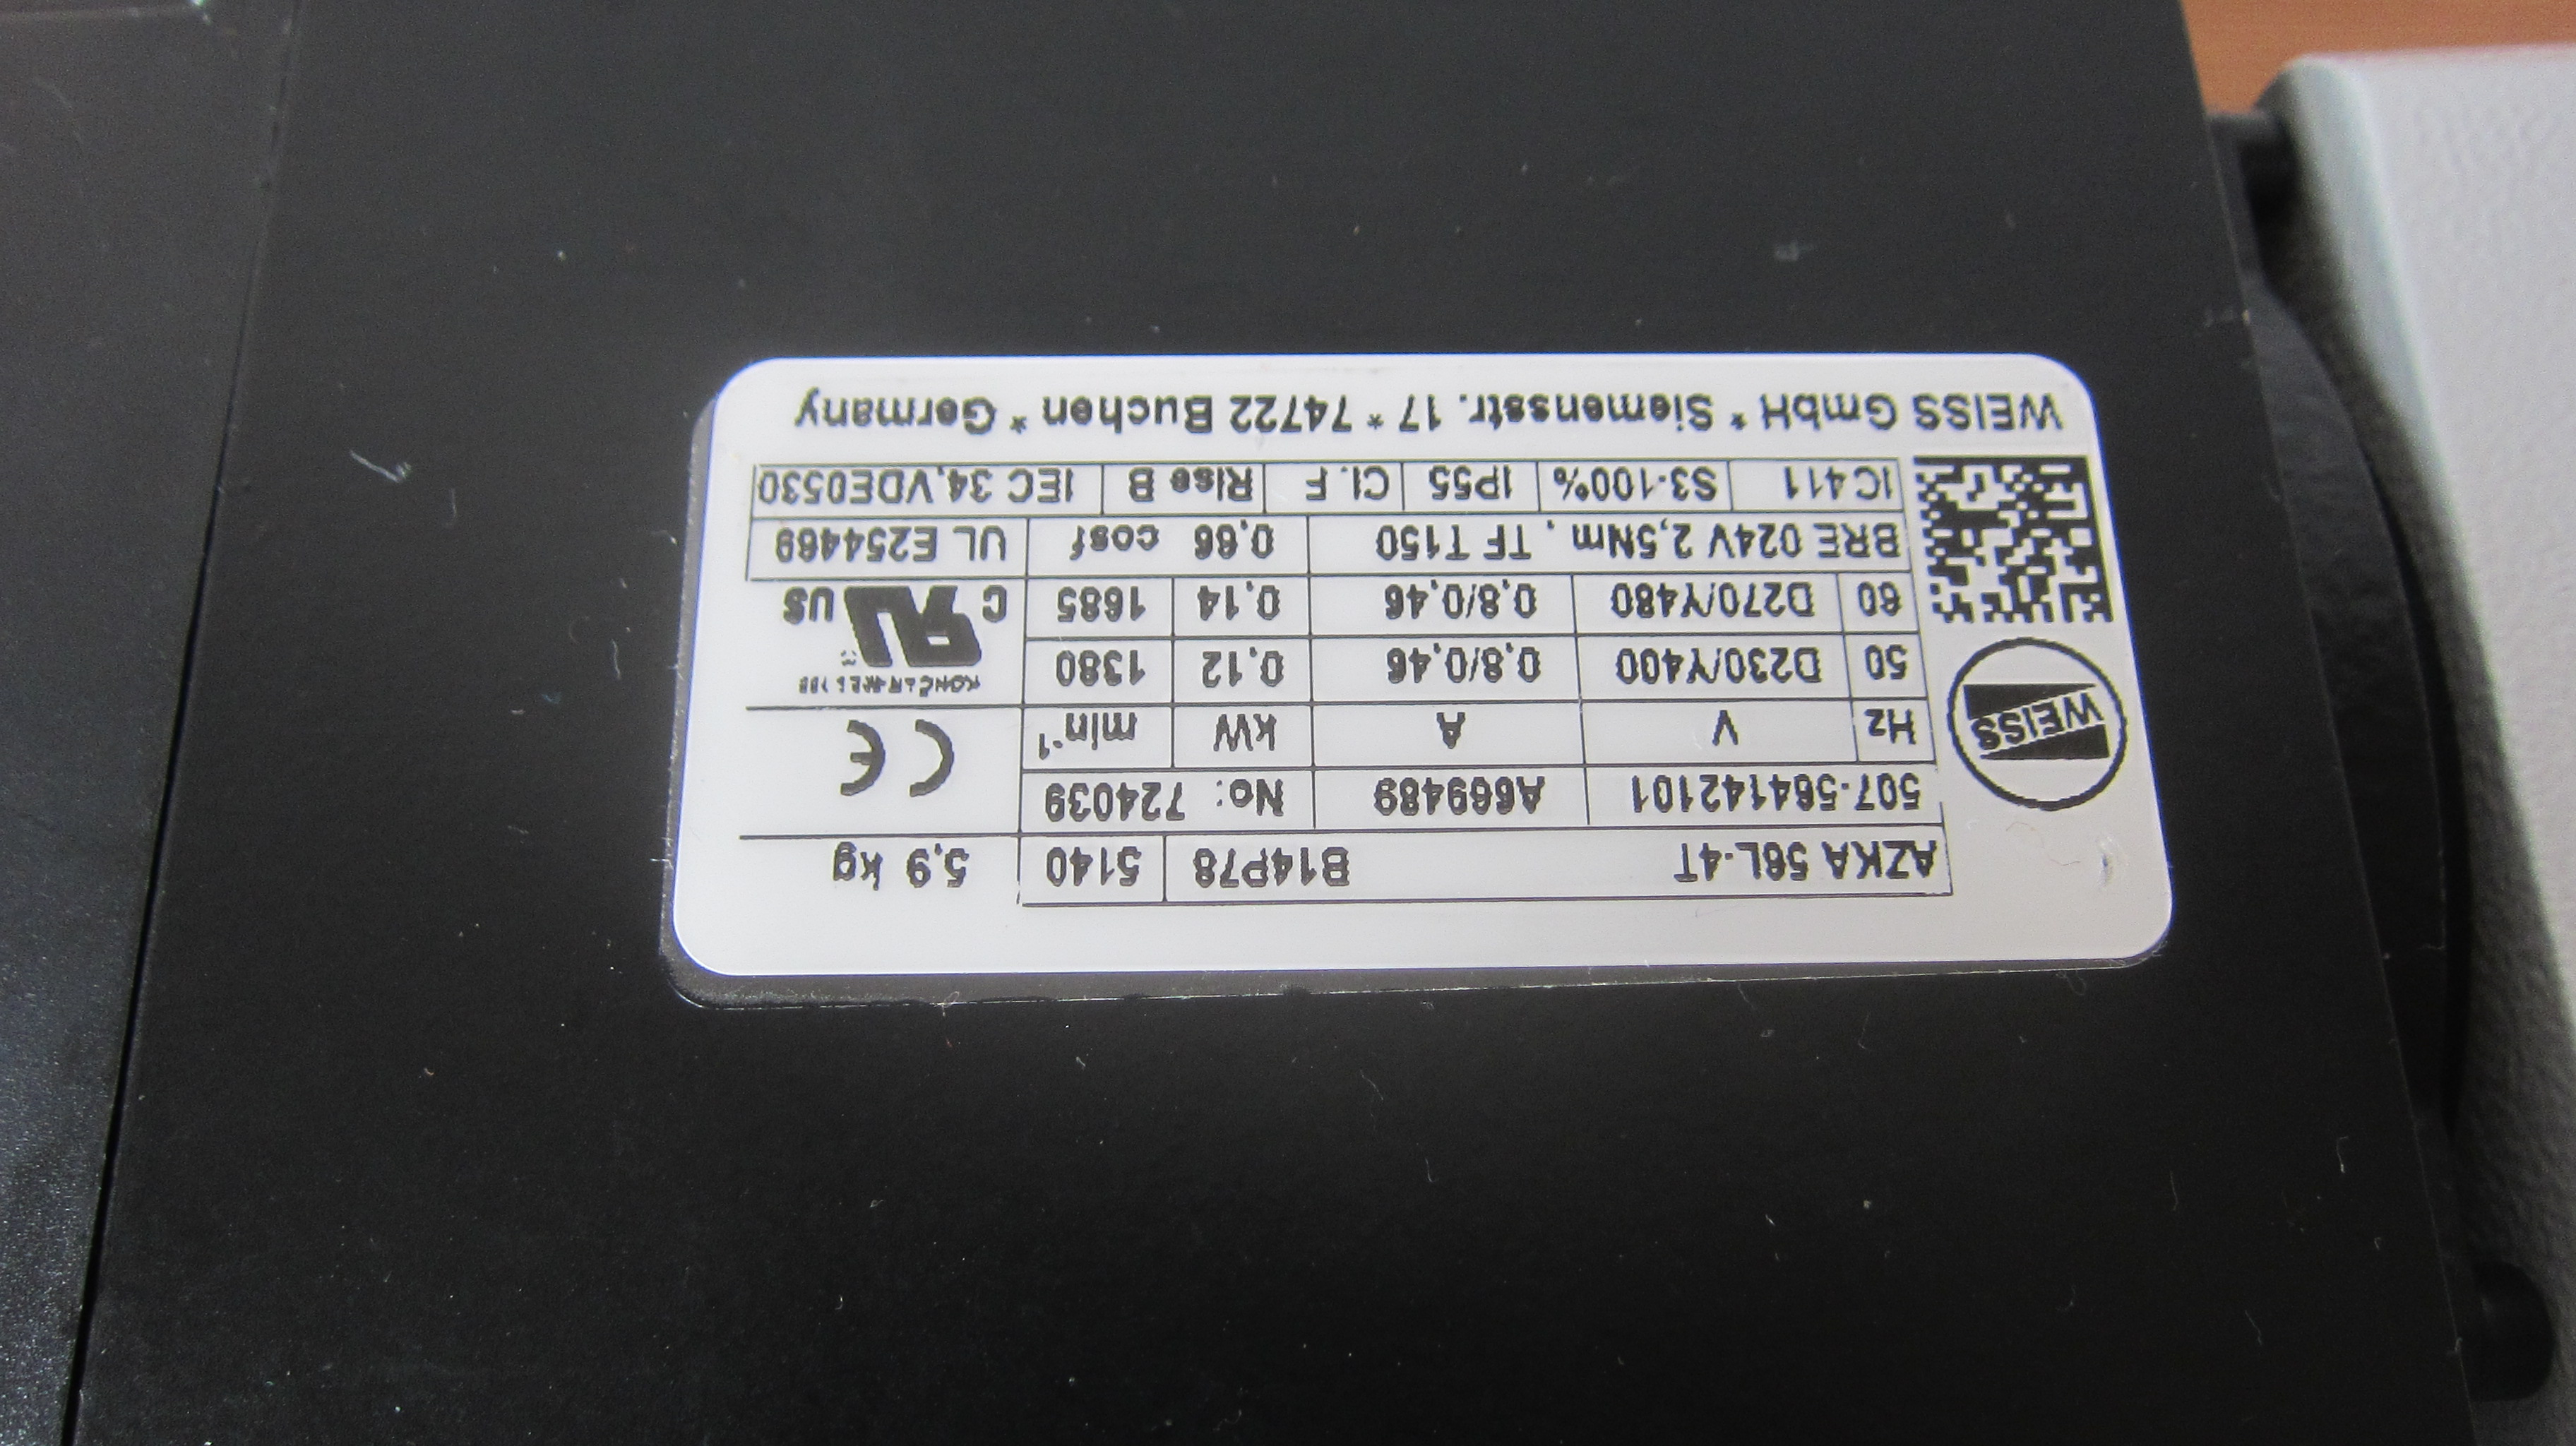 AZKA 56L-4T B14P78 5140 5,9 kg
507-564142101 A669489 No: 724039
WEISS
Hz V A kW min⁻¹
50 D230/Y400 0,8/0,46 0,12 1380
60 D270/Y480 0,8/0,46 0,14 1685
C US
BRE 024V 2,5Nm , TF T150 0,66 cosf UL E254469
IC411 S3-100% IP55 Cl. F Rise B IEC 34,VDE0530
WEISS GmbH * Siemensstr. 17 * 74722 Buchen * Germany